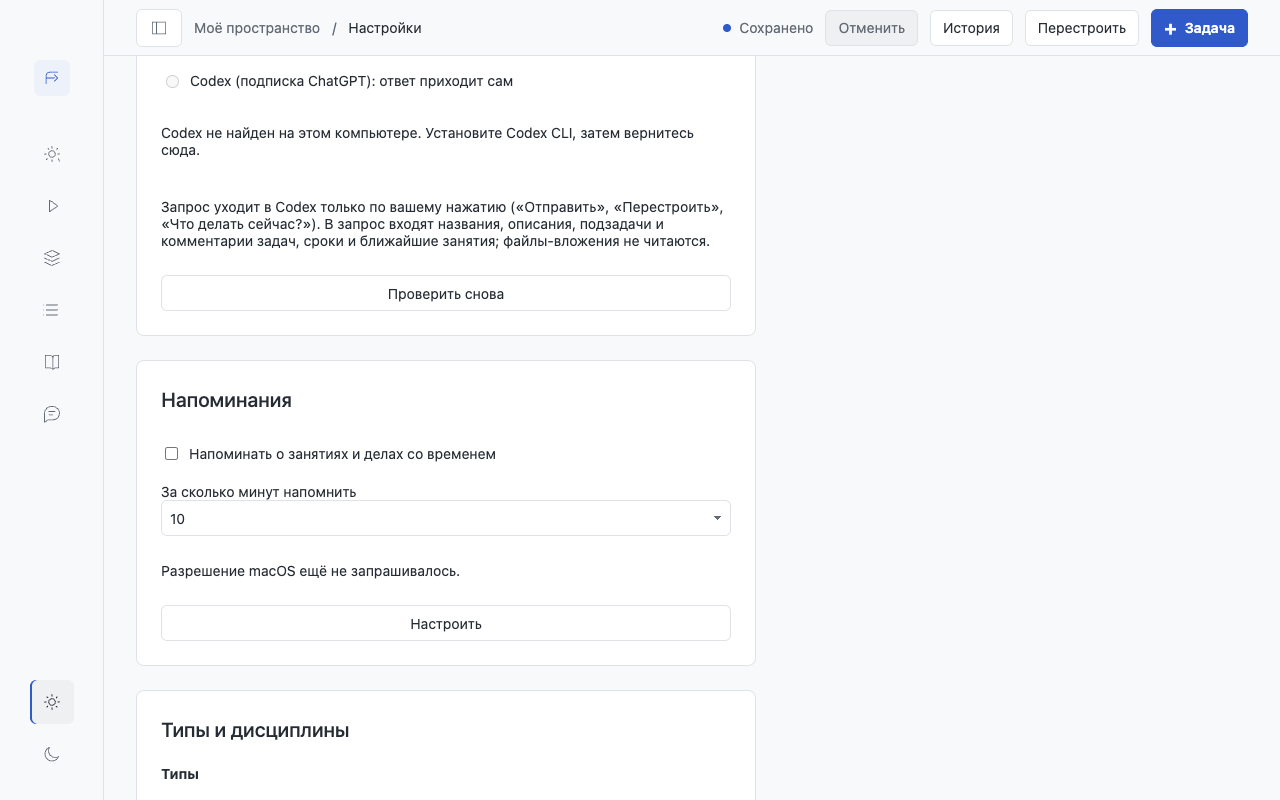 Моё пространство / Настройки
Сохранено
Отменить
История
Перестроить
+ Задача
Codex (подписка ChatGPT): ответ приходит сам
Codex не найден на этом компьютере. Установите Codex CLI, затем вернитесь
сюда.
Запрос уходит в Codex только по вашему нажатию («Отправить», «Перестроить»,
«Что делать сейчас?»). В запрос входят названия, описания, подзадачи и
комментарии задач, сроки и ближайшие занятия; файлы-вложения не читаются.
Проверить снова
Напоминания
Напоминать о занятиях и делах со временем
За сколько минут напомнить
10
Разрешение macOS ещё не запрашивалось.
Настроить
Типы и дисциплины
Типы